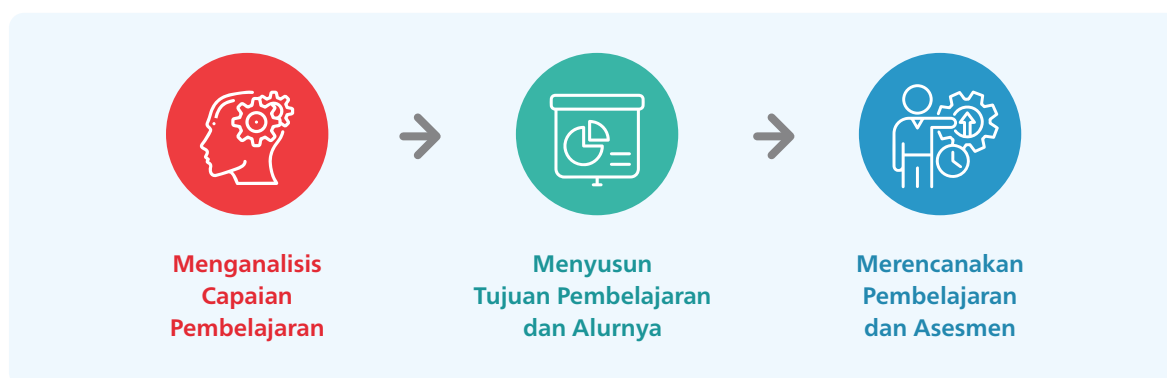 Menganalisis
Capaian
Pembelajaran
Menyusun
Tujuan Pembelajaran
dan Alurnya
Merencanakan
Pembelajaran
dan Asesmen